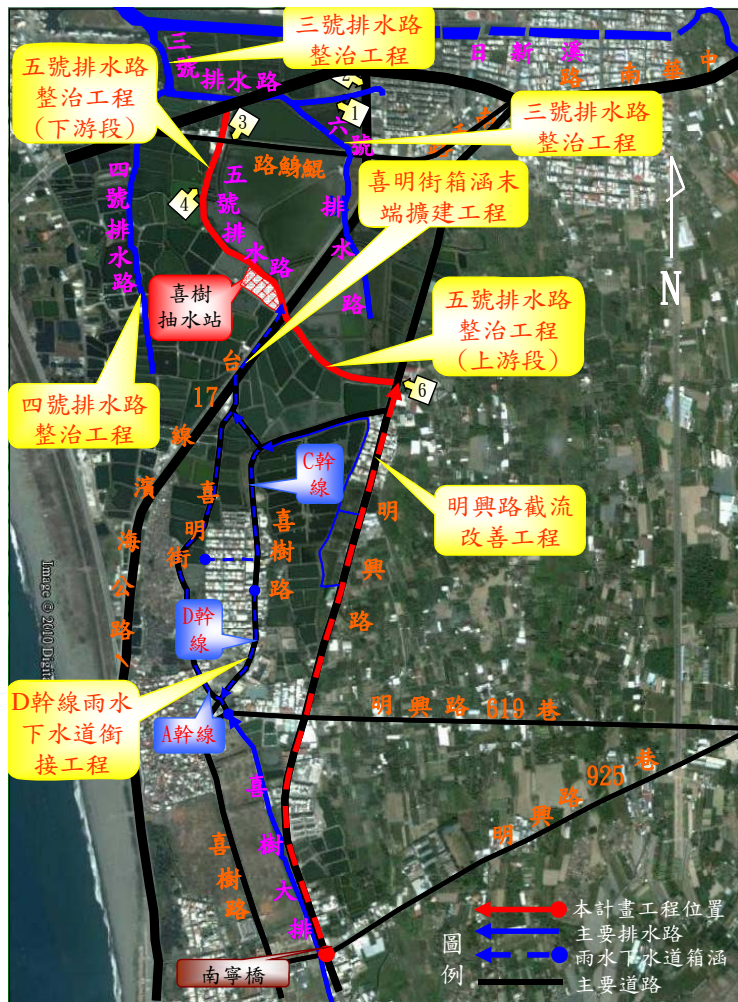 三號排水路
整治工程
五號排水路
整治工程
(下游段)
三號排水路
日新溪
中華南路
三號排水路
整治工程
1
3
六號排水路
鯤鯓路
喜明街箱涵末
端擴建工程
四號排水路
4
五號排水路
N
喜樹
抽水站
五號排水路
整治工程
(上游段)
台17線
6
四號排水路
整治工程
C幹
線
明興路截流
改善工程
濱海公路
喜明街
喜樹路
明興路
Image © 2010 Digit
D幹
線
D幹線雨水
下水道銜
接工程
A幹線
明興路 619 巷
明興路 925 巷
喜樹大排
喜樹路
南寧橋
圖例
本計畫工程位置
主要排水路
雨水下水道箱涵
主要道路